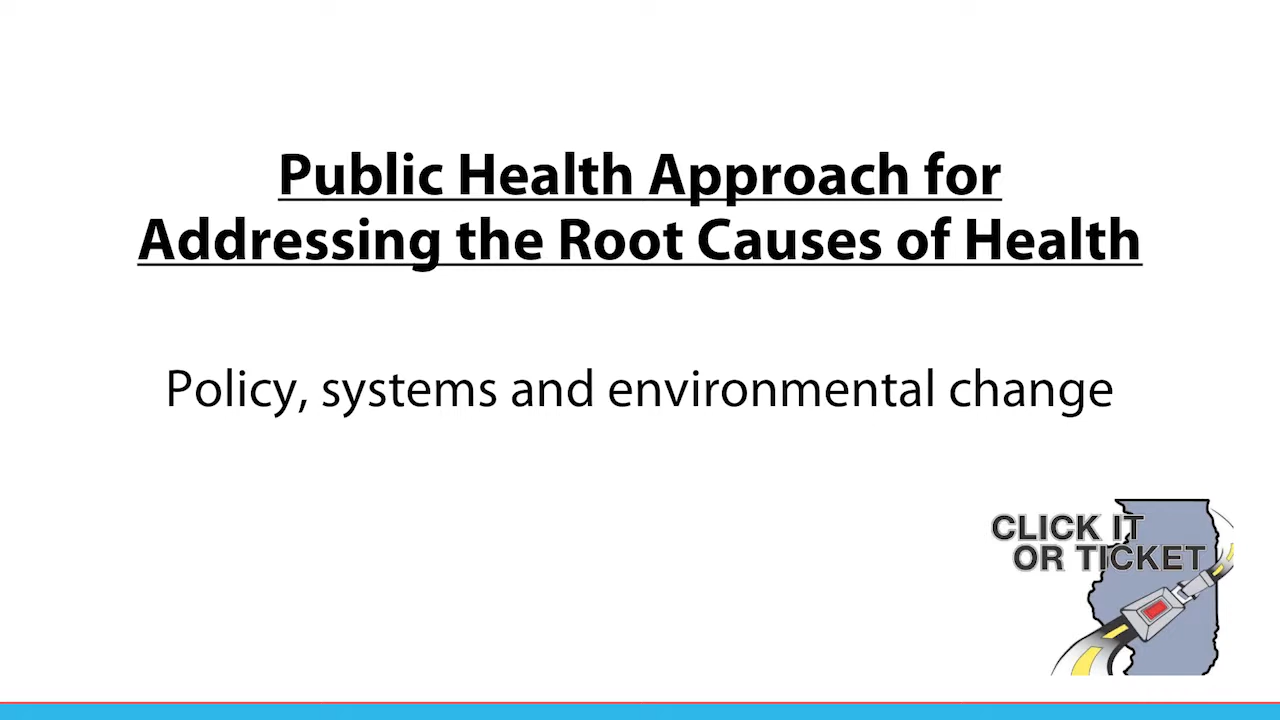 Public Health Approach for
Addressing the Root Causes of Health
Policy, systems and environmental change
CLICK IT
OR TICKET